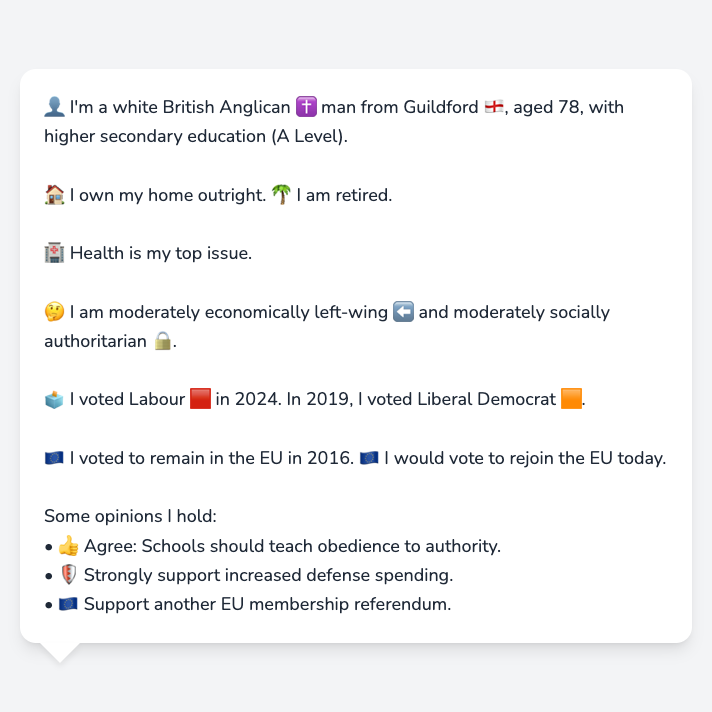 👤 I'm a white British Anglican ✝️ man from Guildford 🏴󠁧󠁢󠁥󠁮󠁧󠁿, aged 78, with
higher secondary education (A Level).
🏠 I own my home outright. 🌴 I am retired.
🏥 Health is my top issue.
🤔 I am moderately economically left-wing ⬅️ and moderately socially
authoritarian 🔒.
🗳️ I voted Labour 🟥 in 2024. In 2019, I voted Liberal Democrat 🟧.
🇪🇺 I voted to remain in the EU in 2016. 🇪🇺 I would vote to rejoin the EU today.
Some opinions I hold:
• 👍 Agree: Schools should teach obedience to authority.
• 🛡️ Strongly support increased defense spending.
• 🇪🇺 Support another EU membership referendum.